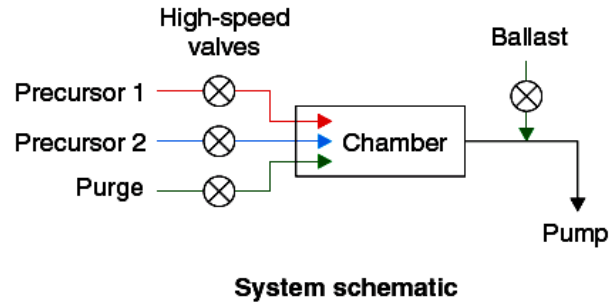 High-speed
valves
Ballast
Precursor 1
Precursor 2
Chamber
Purge
Pump
System schematic